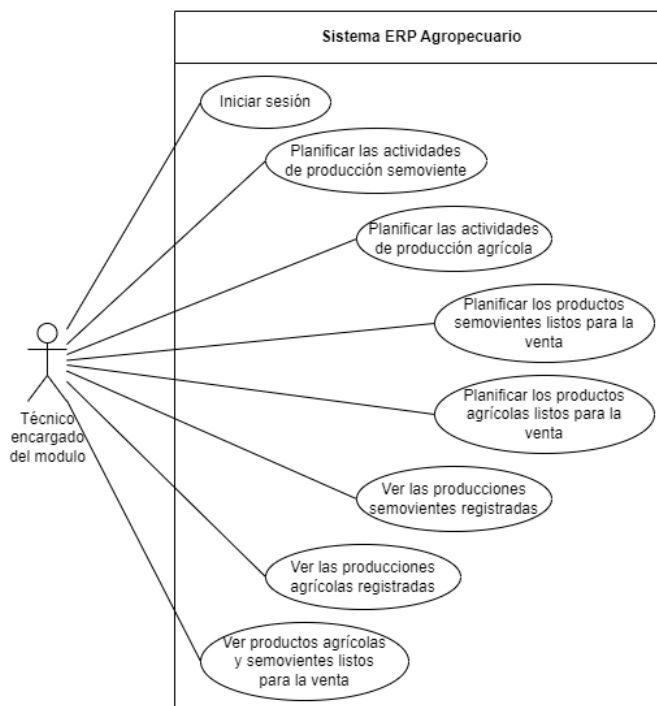 Sistema ERP Agropecuario
Iniciar sesión
Planificar las actividades
de producción semoviente
Planificar las actividades
de producción agrícola
Planificar los productos
semovientes listos para la
venta
Planificar los productos
agrícolas listos para la
venta
Técnico
encargado
del modulo
Ver las producciones
semovientes registradas
Ver las producciones
agrícolas registradas
Ver productos agrícolas
y semovientes listos
para la venta